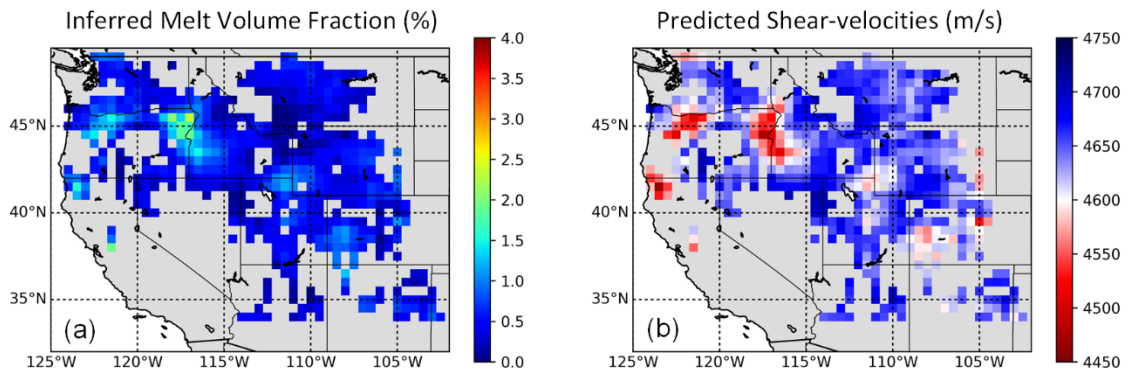 Inferred Melt Volume Fraction (%)
4.0
3.5
3.0
2.5
2.0
1.5
1.0
0.5
0.0
45°N
40°N
35°N
(a)
125°W 120°W 115°W 110°W 105°W
Predicted Shear-velocities (m/s)
4750
4700
4650
4600
4550
4500
4450
45°N
40°N
35°N
(b)
125°W 120°W 115°W 110°W 105°W